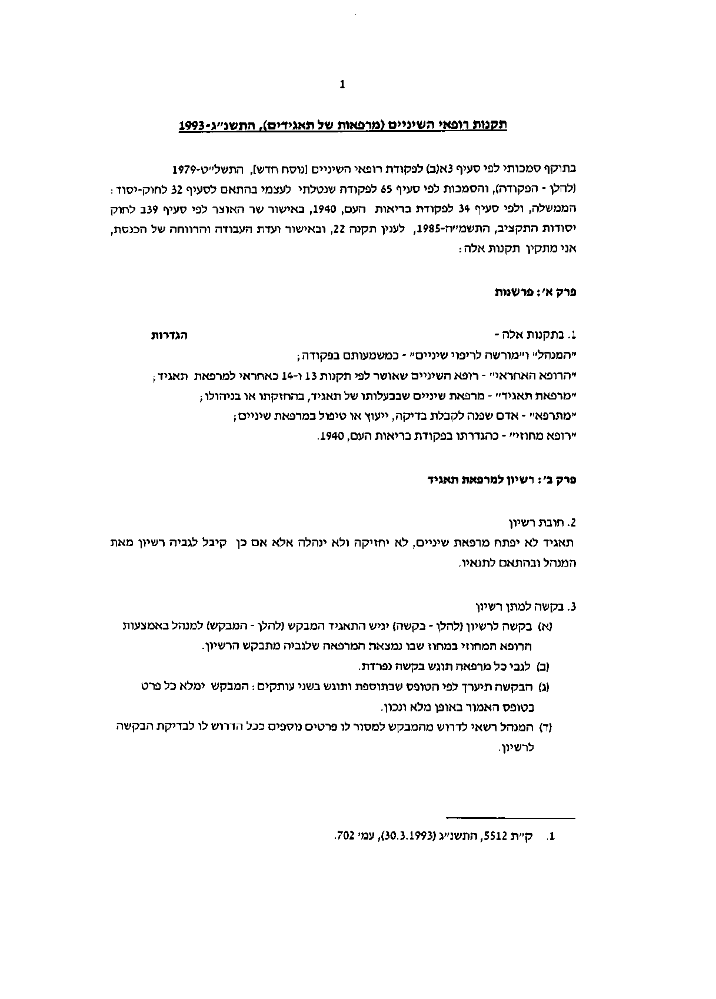 1
תקנות רופאי השיניים (מרפאות של תאגידים), התשנ״ג-1993
בתוקף סמכותי לפי סעיף 3א(ב) לפקודת רופאי השיניים [נוסח חדש], התשל״ט-1979
(להלן - הפקודה), והסמכות לפי סעיף 65 לפקודה שנטלתי לעצמי בהתאם לסעיף 32 לחוק-יסוד:
הממשלה, ולפי סעיף 34 לפקודת בריאות העם, 1940, באישור שר האוצר לפי סעיף 39ב לחוק
יסודות התקציב, התשמ״ה-1985, לענין תקנה 22, ובאישור ועדת העבודה והרווחה של הכנסת,
אני מתקין תקנות אלה:
פרק א׳: פרשנות
1. בתקנות אלה - הגדרות
״המנהל״ ו״מורשה לריפוי שיניים״ - כמשמעותם בפקודה;
״הרופא האחראי״ - רופא השיניים שאושר לפי תקנות 13 ו-14 כאחראי למרפאת תאגיד;
״מרפאת תאגיד״ - מרפאת שיניים שבבעלותו של תאגיד, בהחזקתו או בניהולו;
״מתרפא״ - אדם שפנה לקבלת בדיקה, ייעוץ או טיפול במרפאת שיניים;
״רופא מחוזי״ - כהגדרתו בפקודת בריאות העם, 1940.
פרק ב׳: רשיון למרפאת תאגיד
2. חובת רשיון
תאגיד לא יפתח מרפאת שיניים, לא יחזיקה ולא ינהלה אלא אם כן קיבל לגביה רשיון מאת
המנהל ובהתאם לתנאיו.
3. בקשה למתן רשיון
(א) בקשה לרשיון (להלן - בקשה) יגיש התאגיד המבקש (להלן - המבקש) למנהל באמצעות
הרופא המחוזי במחוז שבו נמצאת המרפאה שלגביה מתבקש הרשיון.
(ב) לגבי כל מרפאה תוגש בקשה נפרדת.
(ג) הבקשה תיערך לפי הטופס שבתוספת ותוגש בשני עותקים: המבקש ימלא כל פרט
בטופס האמור באופן מלא ונכון.
(ד) המנהל רשאי לדרוש מהמבקש למסור לו פרטים נוספים ככל הדרוש לו לבדיקת הבקשה
לרשיון.
1. ק״ת 5512, התשנ״ג (30.3.1993), עמ׳ 702.